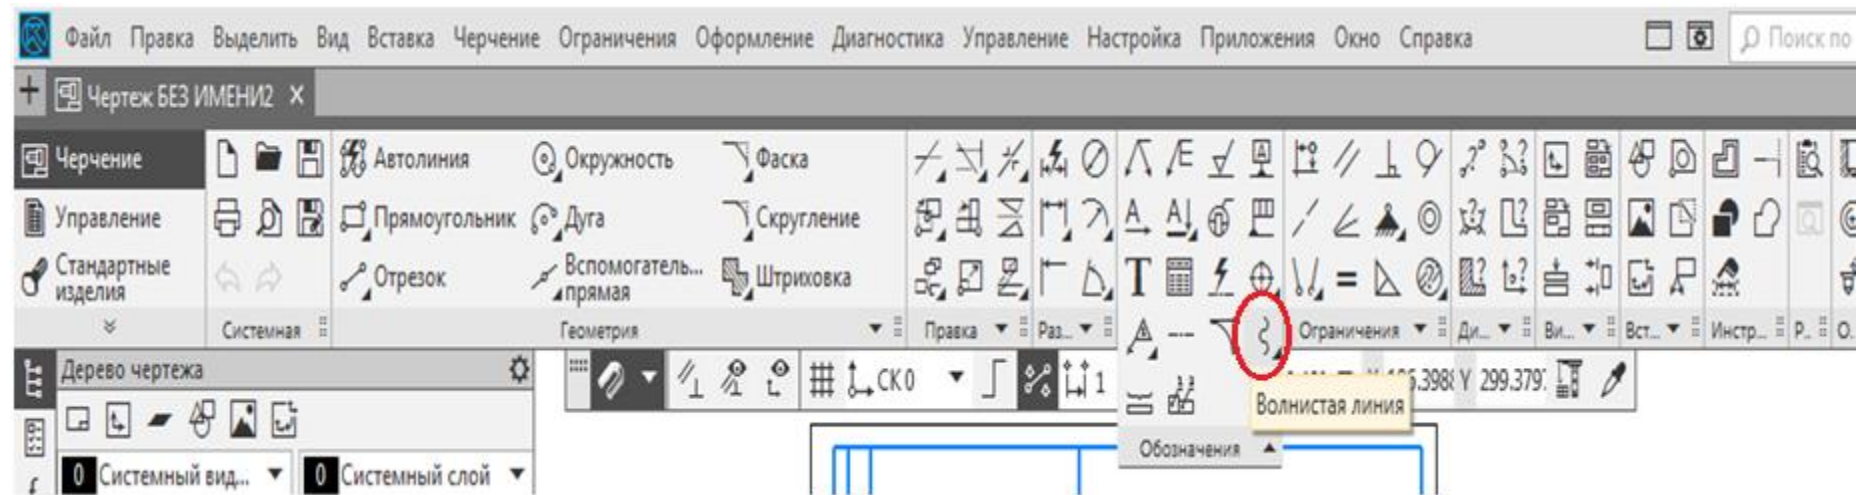 Файл Правка Выделить Вид Вставка Черчение Ограничения Оформление Диагностика Управление Настройка Приложения Окно Справка Поиск по
Чертеж БЕЗ ИМЕНИ2
Черчение
Управление
Стандартные
изделия
Системная
Автолиния Окружность Фаска
Прямоугольник Дуга Скругление
Отрезок Вспомогатель...
прямая Штриховка
Геометрия Правка Раз... Ограничения Ди... Ви... Вст... Инстр... Р.. О.
Дерево чертежа
СК 0 1 Y 299.379
Волнистая линия
Обозначения
0 Системный вид... 0 Системный слой